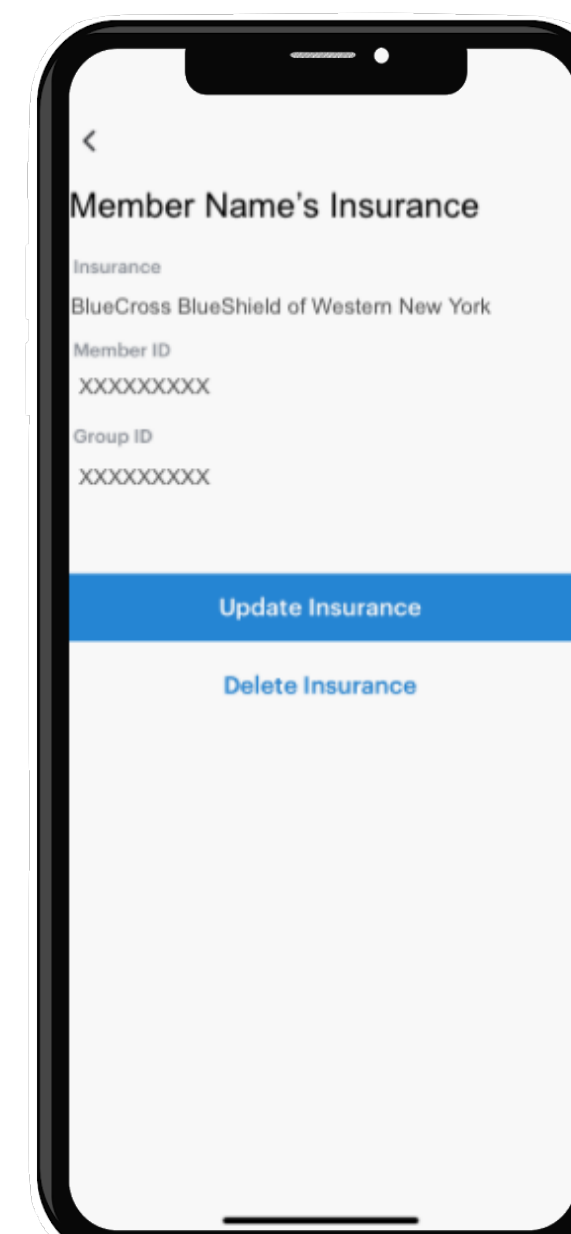 Member Name’s Insurance
Insurance
BlueCross BlueShield of Western New York
Member ID
XXXXXXXXX
Group ID
XXXXXXXXX
Update Insurance
Delete Insurance